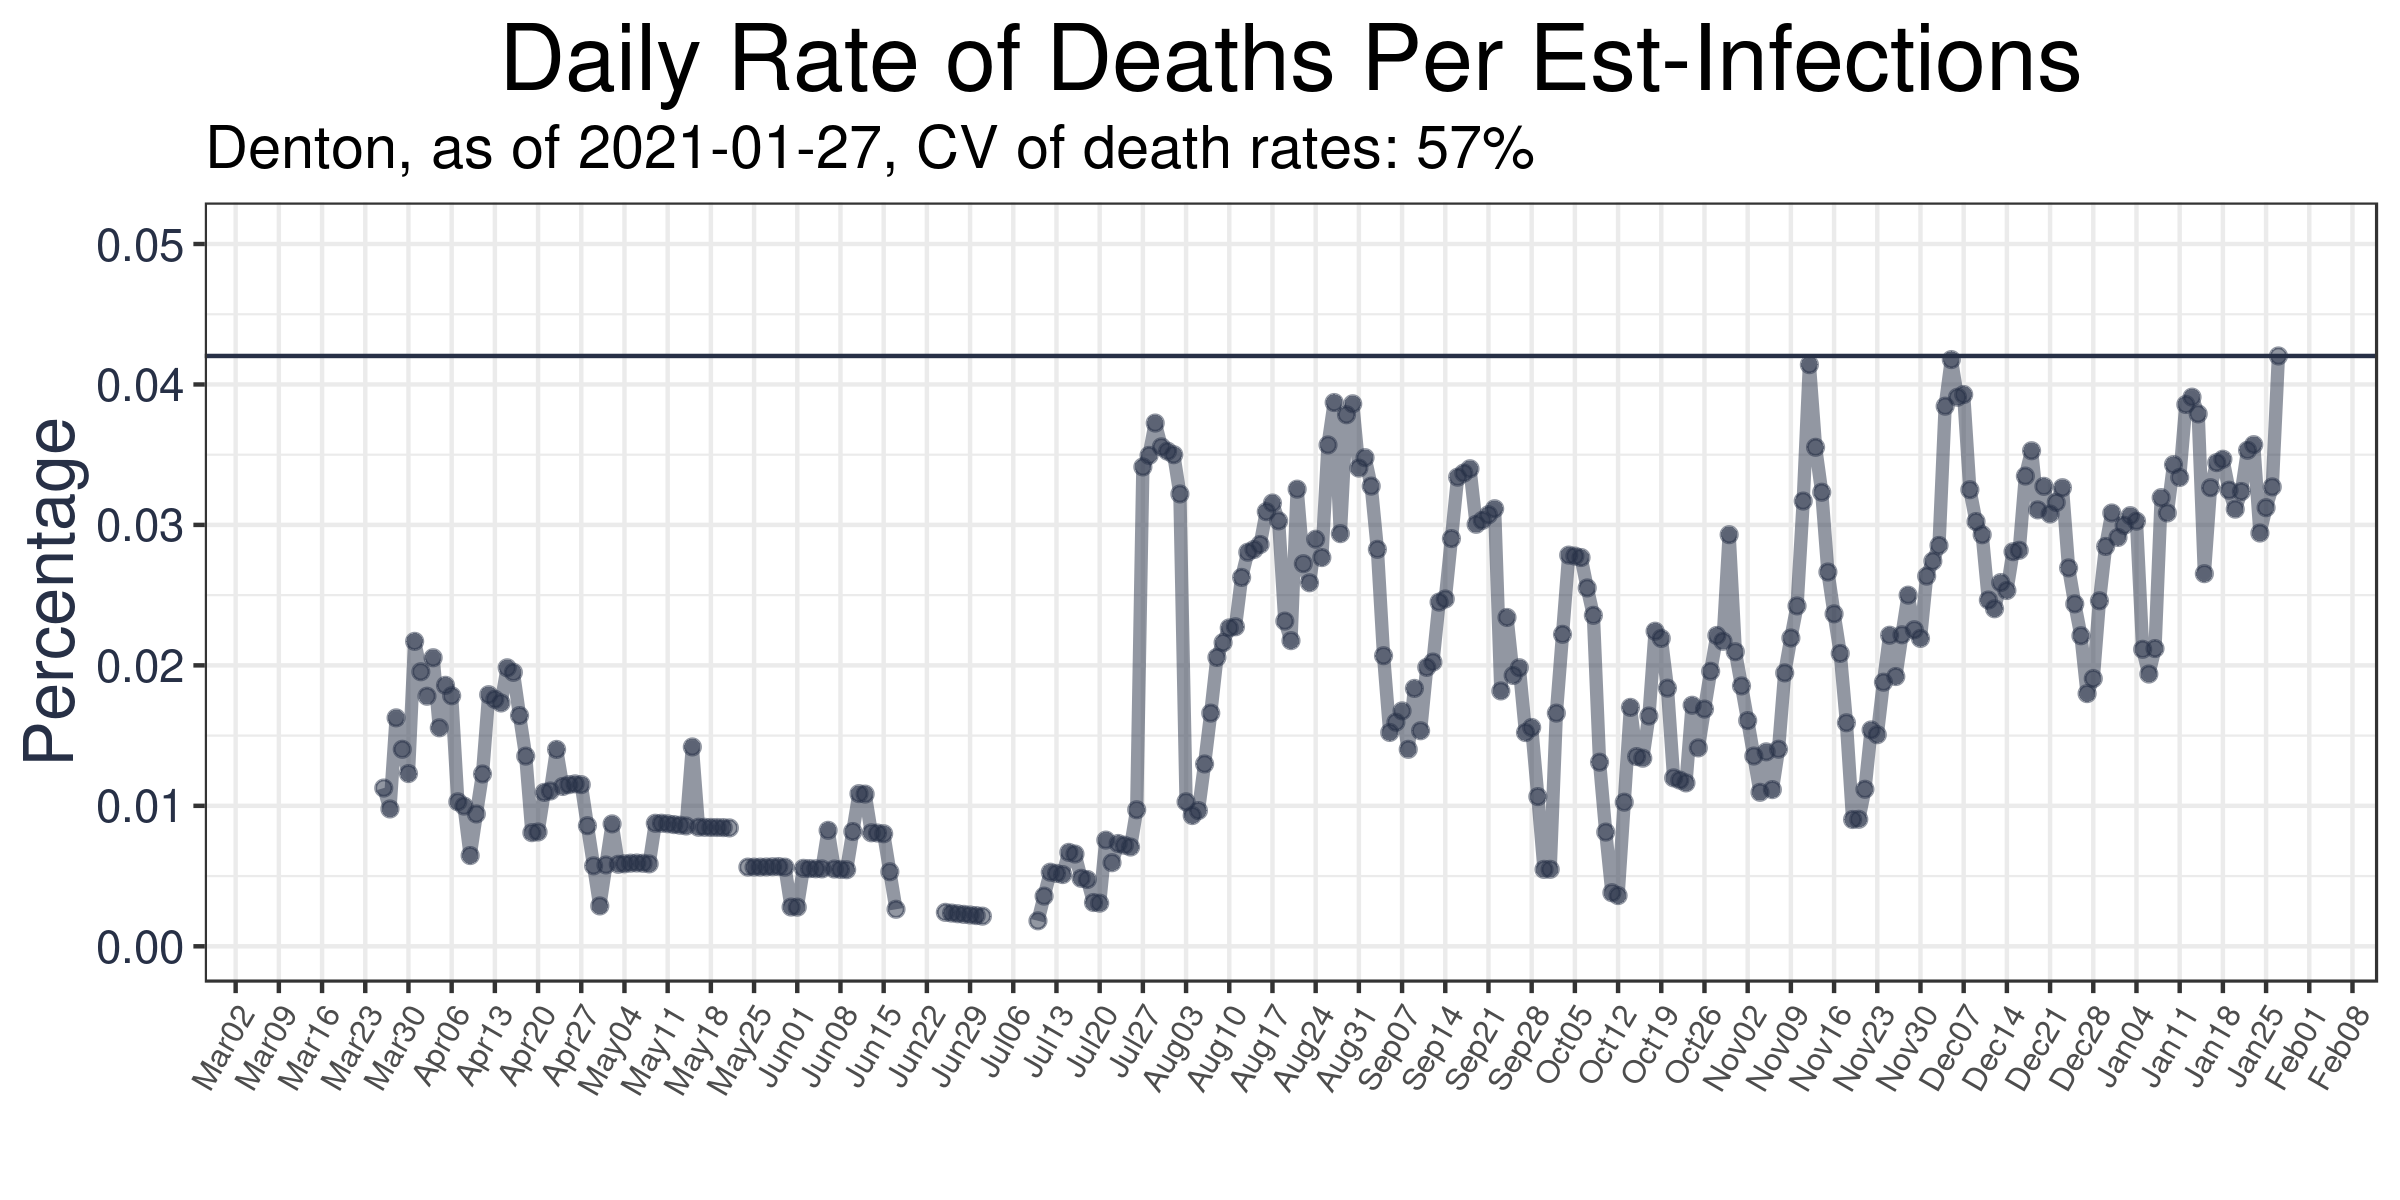 Daily Rate of Deaths Per Est-Infections
Denton, as of 2021-01-27, CV of death rates: 57%
Percentage
0.05
0.04
0.03
0.02
0.01
0.00
Mar02 Mar09 Mar16 Mar23 Mar30 Apr06 Apr13 Apr20 Apr27 May04 May11 May18 May25 Jun01 Jun08 Jun15 Jun22 Jun29 Jul06 Jul13 Jul20 Jul27 Aug03 Aug10 Aug17 Aug24 Aug31 Sep07 Sep14 Sep21 Sep28 Oct05 Oct12 Oct19 Oct26 Nov02 Nov09 Nov16 Nov23 Nov30 Dec07 Dec14 Dec21 Dec28 Jan04 Jan11 Jan18 Jan25 Feb01 Feb08